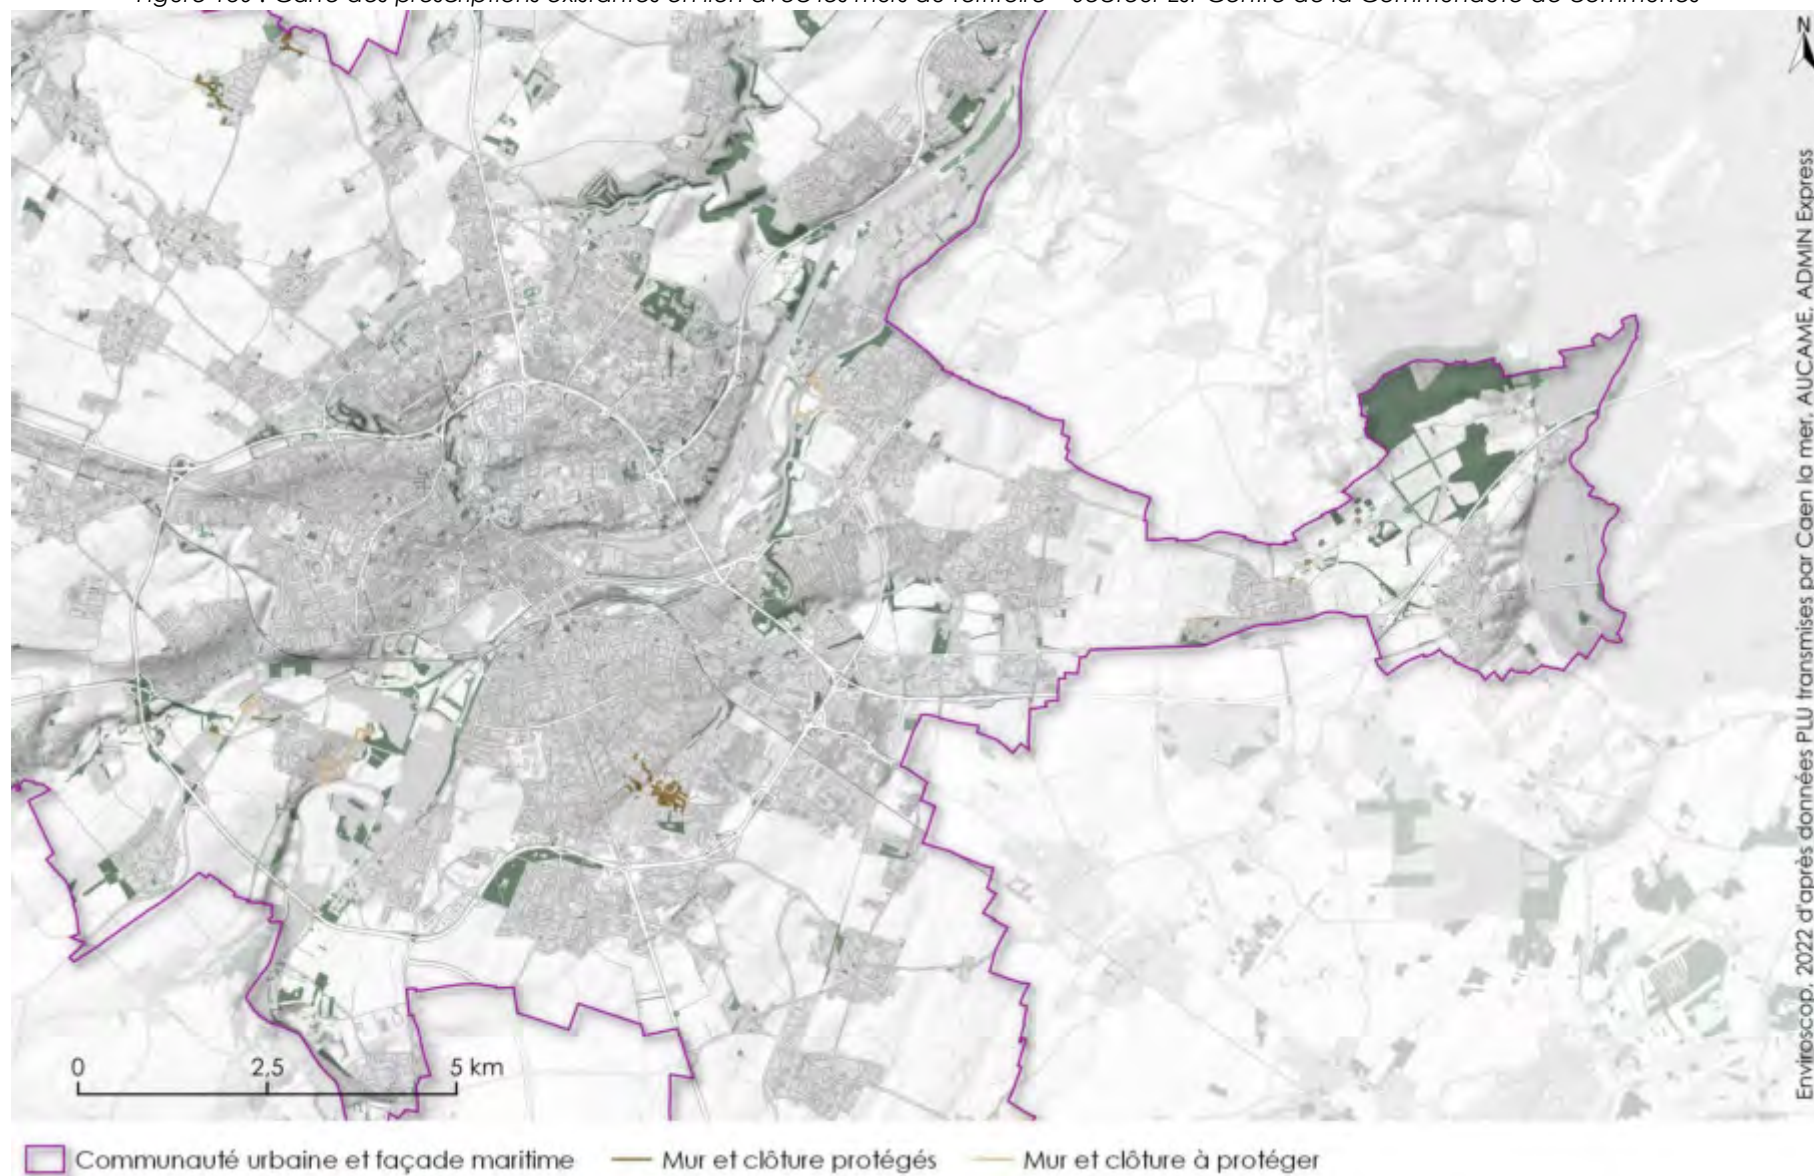 N
Enviroscop, 2022 d'après données PLU transmises par Caen la mer, AUCAME, ADMIN Express
0 2,5 5 km
Communauté urbaine et façade maritime Mur et clôture protégés Mur et clôture à protéger